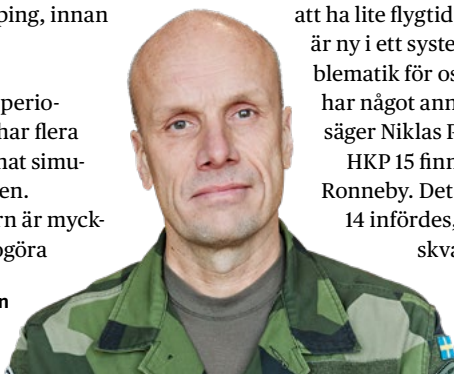 ping, innan
perio-
har flera
nat simu-
en.
rn är myck-
ogöra
n
att ha lite flygtid
är ny i ett syste
blematik för os
har något ann
säger Niklas F
HKP 15 finn
Ronneby. Det
14 infördes,
skva